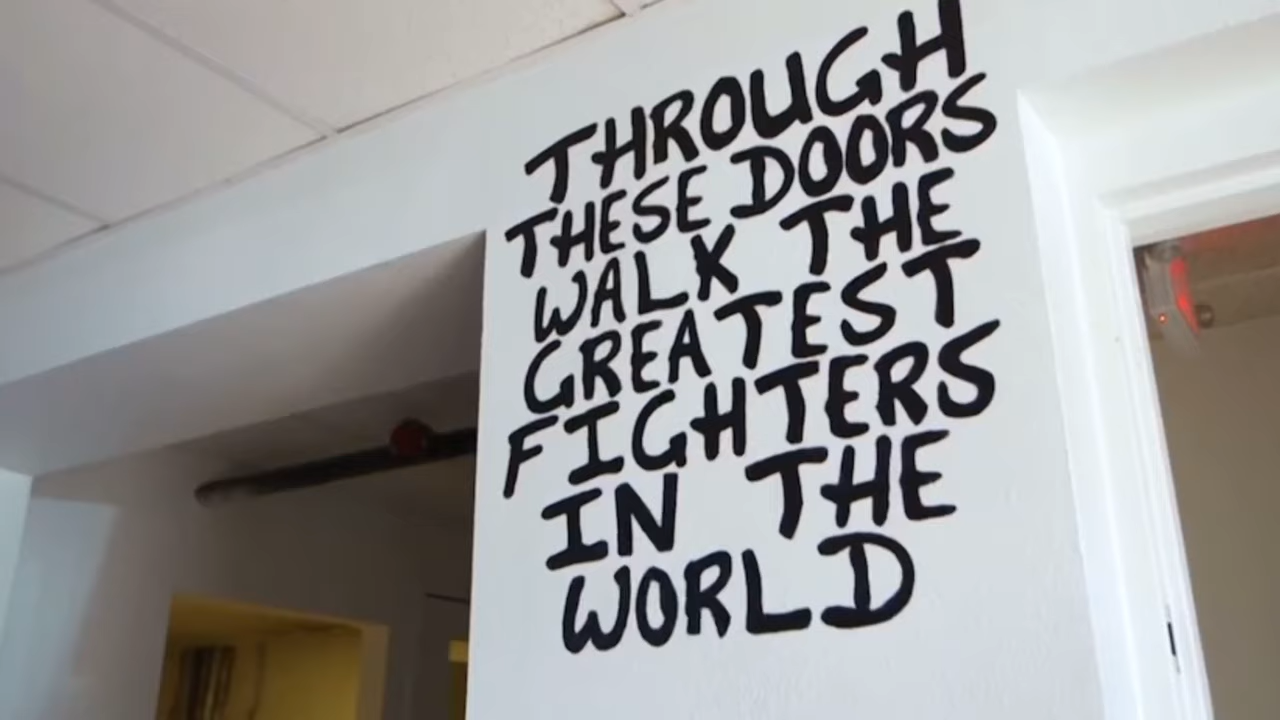 THROUGH
THESE DOORS
WALK THE
GREATEST
FIGHTERS
IN THE
WORLD